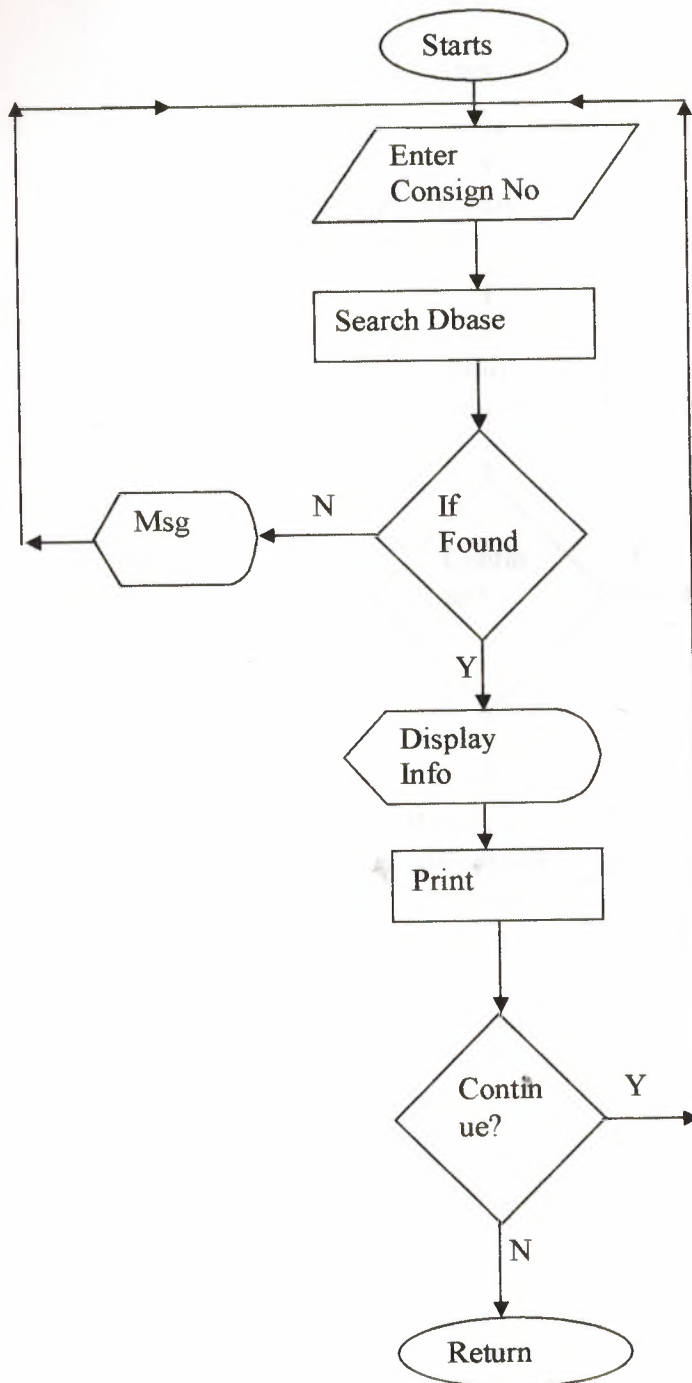 Starts
Enter
Consign No
Search Dbase
If
Found
N
Msg
Y
Display
Info
Print
Contin
ue?
Y
N
Return